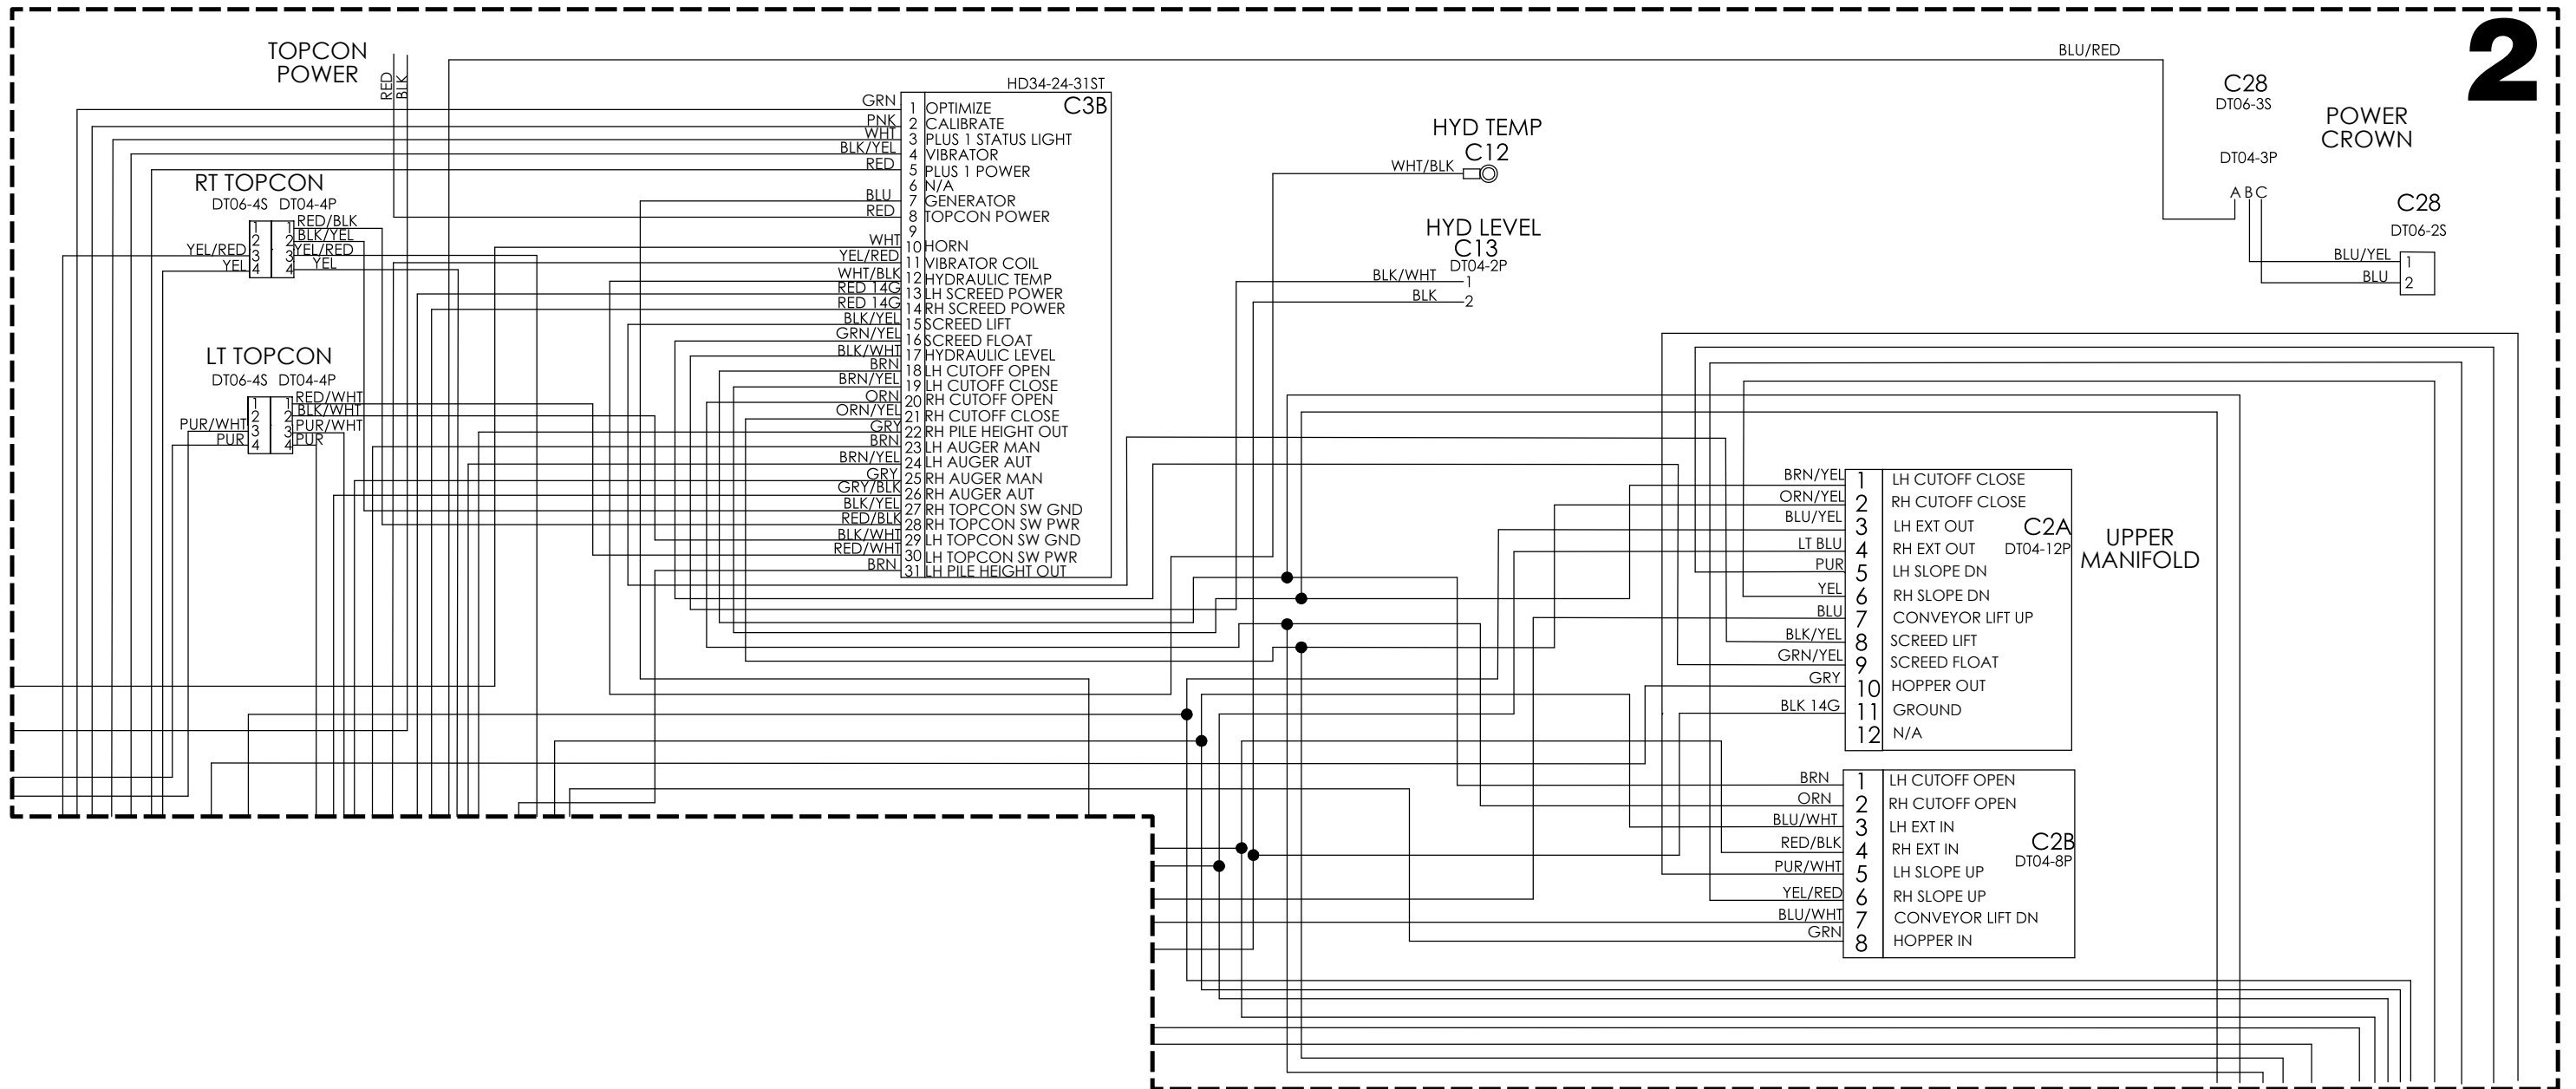 2
TOPCON
POWER
RED
BLK
BLU/RED
HD34-24-31ST
C3B
GRN 1 OPTIMIZE
PNK 2 CALIBRATE
WHT 3 PLUS 1 STATUS LIGHT
BLK/YEL 4 VIBRATOR
RED 5 PLUS 1 POWER
6 N/A
BLU 7 GENERATOR
RED 8 TOPCON POWER
9
WHT 10 HORN
YEL/RED 11 VIBRATOR COIL
WHT/BLK 12 HYDRAULIC TEMP
RED 14G 13 LH SCREED POWER
RED 14G 14 RH SCREED POWER
BLK/YEL 15 SCREED LIFT
GRN/YEL 16 SCREED FLOAT
BLK/WHT 17 HYDRAULIC LEVEL
BRN 18 LH CUTOFF OPEN
BRN/YEL 19 LH CUTOFF CLOSE
ORN 20 RH CUTOFF OPEN
ORN/YEL 21 RH CUTOFF CLOSE
GRY 22 RH PILE HEIGHT OUT
BRN 23 LH AUGER MAN
BRN/YEL 24 LH AUGER AUT
GRY 25 RH AUGER MAN
GRY/BLK 26 RH AUGER AUT
BLK/YEL 27 RH TOPCON SW GND
RED/BLK 28 RH TOPCON SW PWR
BLK/WHT 29 LH TOPCON SW GND
RED/WHT 30 LH TOPCON SW PWR
BRN 31 LH PILE HEIGHT OUT
RT TOPCON
DT06-4S DT04-4P
1 1 RED/BLK
2 2 BLK/YEL
YEL/RED 3 3 YEL/RED
YEL 4 4 YEL
LT TOPCON
DT06-4S DT04-4P
1 1 RED/WHT
2 2 BLK/WHT
PUR/WHT 3 3 PUR/WHT
PUR 4 4 PUR
HYD TEMP
C12
WHT/BLK
HYD LEVEL
C13
DT04-2P
BLK/WHT 1
BLK 2
C28
DT06-3S
DT04-3P
A B C
POWER
CROWN
C28
DT06-2S
BLU/YEL 1
BLU 2
BRN/YEL 1 LH CUTOFF CLOSE
ORN/YEL 2 RH CUTOFF CLOSE
BLU/YEL 3 LH EXT OUT
LT BLU 4 RH EXT OUT
PUR 5 LH SLOPE DN
YEL 6 RH SLOPE DN
BLU 7 CONVEYOR LIFT UP
BLK/YEL 8 SCREED LIFT
GRN/YEL 9 SCREED FLOAT
GRY 10 HOPPER OUT
BLK 14G 11 GROUND
12 N/A
C2A
DT04-12P
UPPER
MANIFOLD
BRN 1 LH CUTOFF OPEN
ORN 2 RH CUTOFF OPEN
BLU/WHT 3 LH EXT IN
RED/BLK 4 RH EXT IN
PUR/WHT 5 LH SLOPE UP
YEL/RED 6 RH SLOPE UP
BLU/WHT 7 CONVEYOR LIFT DN
GRN 8 HOPPER IN
C2B
DT04-8P